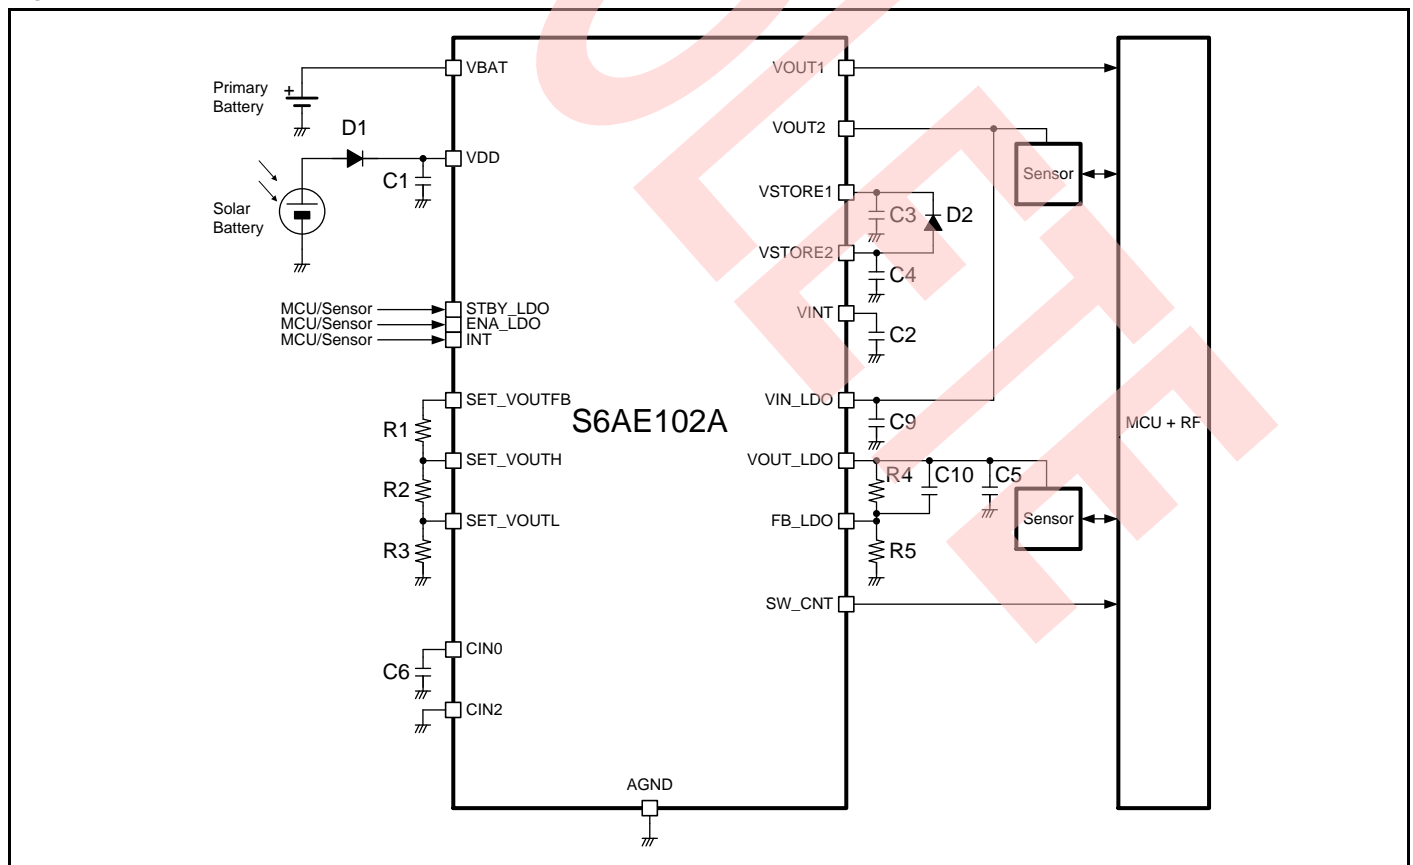 VBAT
VOUT1
Primary
Battery
+
D1
VOUT2
VDD
C1
Sensor
VSTORE1
Solar
Battery
C3
D2
VSTORE2
C4
MCU/Sensor
STBY_LDO
MCU/Sensor
ENA_LDO
MCU/Sensor
INT
VINT
C2
SET_VOUTFB
S6AE102A
VIN_LDO
C9
MCU + RF
R1
SET_VOUTH
VOUT_LDO
R4
C10
C5
R2
SET_VOUTL
FB_LDO
Sensor
R3
R5
SW_CNT
CIN0
C6
CIN2
AGND